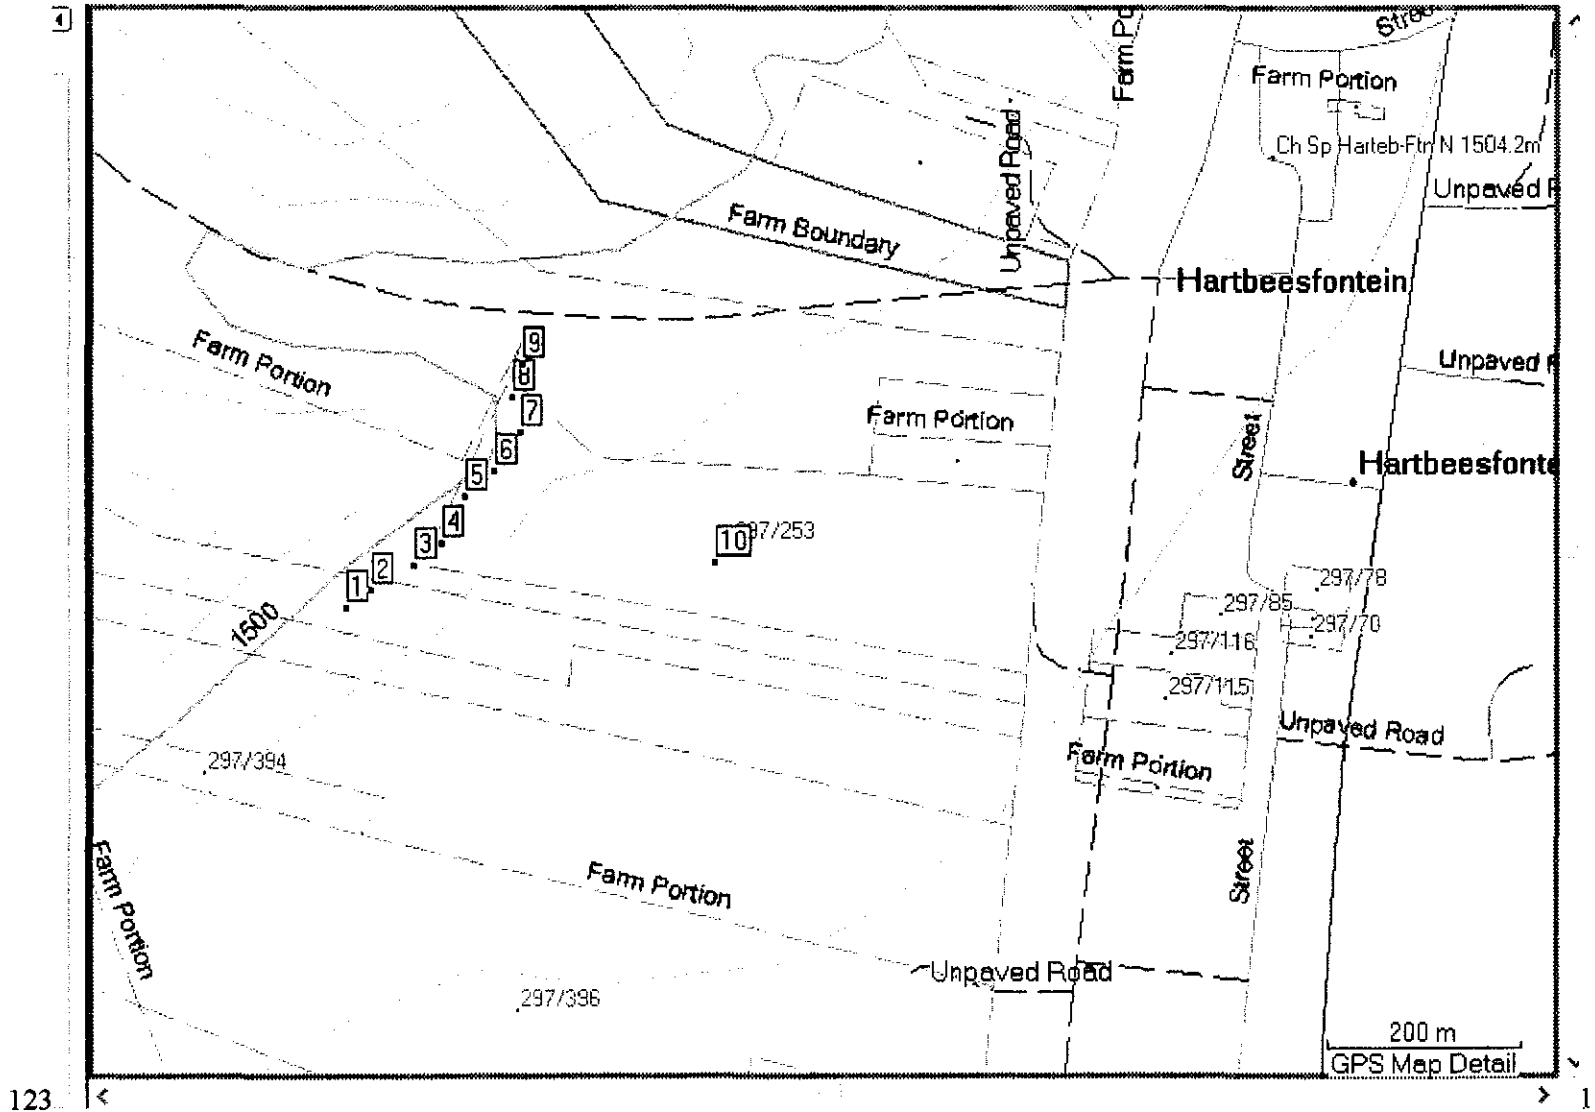 Street
Farm Po
Farm Portion
Ch Sp Harteb-Ftn N 1504.2m
Unpaved Road
Unpaved R
Farm Boundary
Hartbeesfontein
9
Farm Portion
8
Unpaved R
7
Farm Portion
6
Street
5
Hartbeesfonte
4
3
10
97/253
2
1
297/78
297/85
1500
297/70
297/116
297/115
Unpaved Road
297/394
Farm Portion
Farm Portion
Farm Portion
Street
Unpaved Road
297/396
200 m
GPS Map Detail
123
1